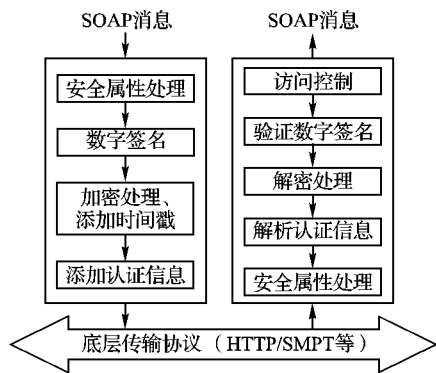 SOAP消息
安全属性处理
数字签名
加密处理、
添加时间戳
添加认证信息
SOAP消息
访问控制
验证数字签名
解密处理
解析认证信息
安全属性处理
底层传输协议（HTTP/SMPT等）